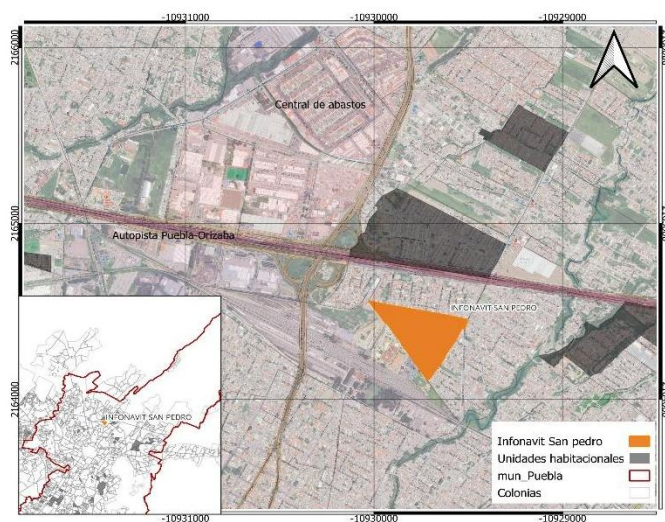 -10931000 -10930000 -10929000
2166000
Central de abastos
2165000
Autopista Puebla-Orizaba
INFONAVIT SAN PEDRO
2164000
INFONAVIT SAN PEDRO
Infonavit San pedro
Unidades habitacionales
mun_Puebla
Colonias
-10931000 -10930000 -10929000